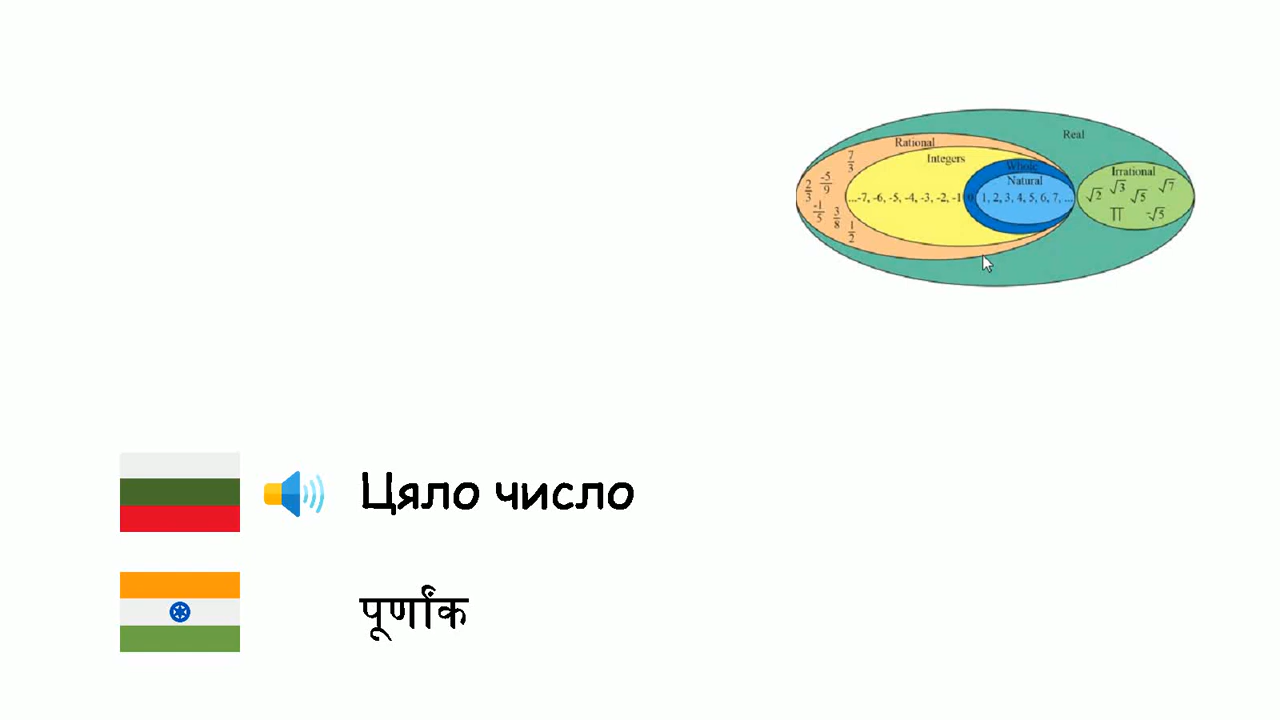 Real
Rational
7/3
Integers
Whole
Irrational
2/3 -5/9
Natural
√2 √3 √5 √7
...-7, -6, -5, -4, -3, -2, -1 0 1, 2, 3, 4, 5, 6, 7, ...
-1/5 3/8
∏ -√5
1/2
Цяло число
पूर्णांक